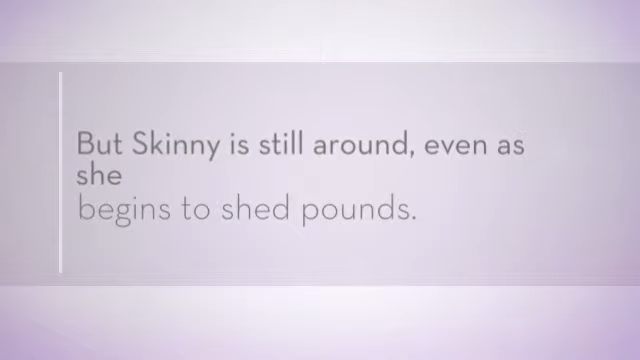 But Skinny is still around, even as
she
begins to shed pounds.